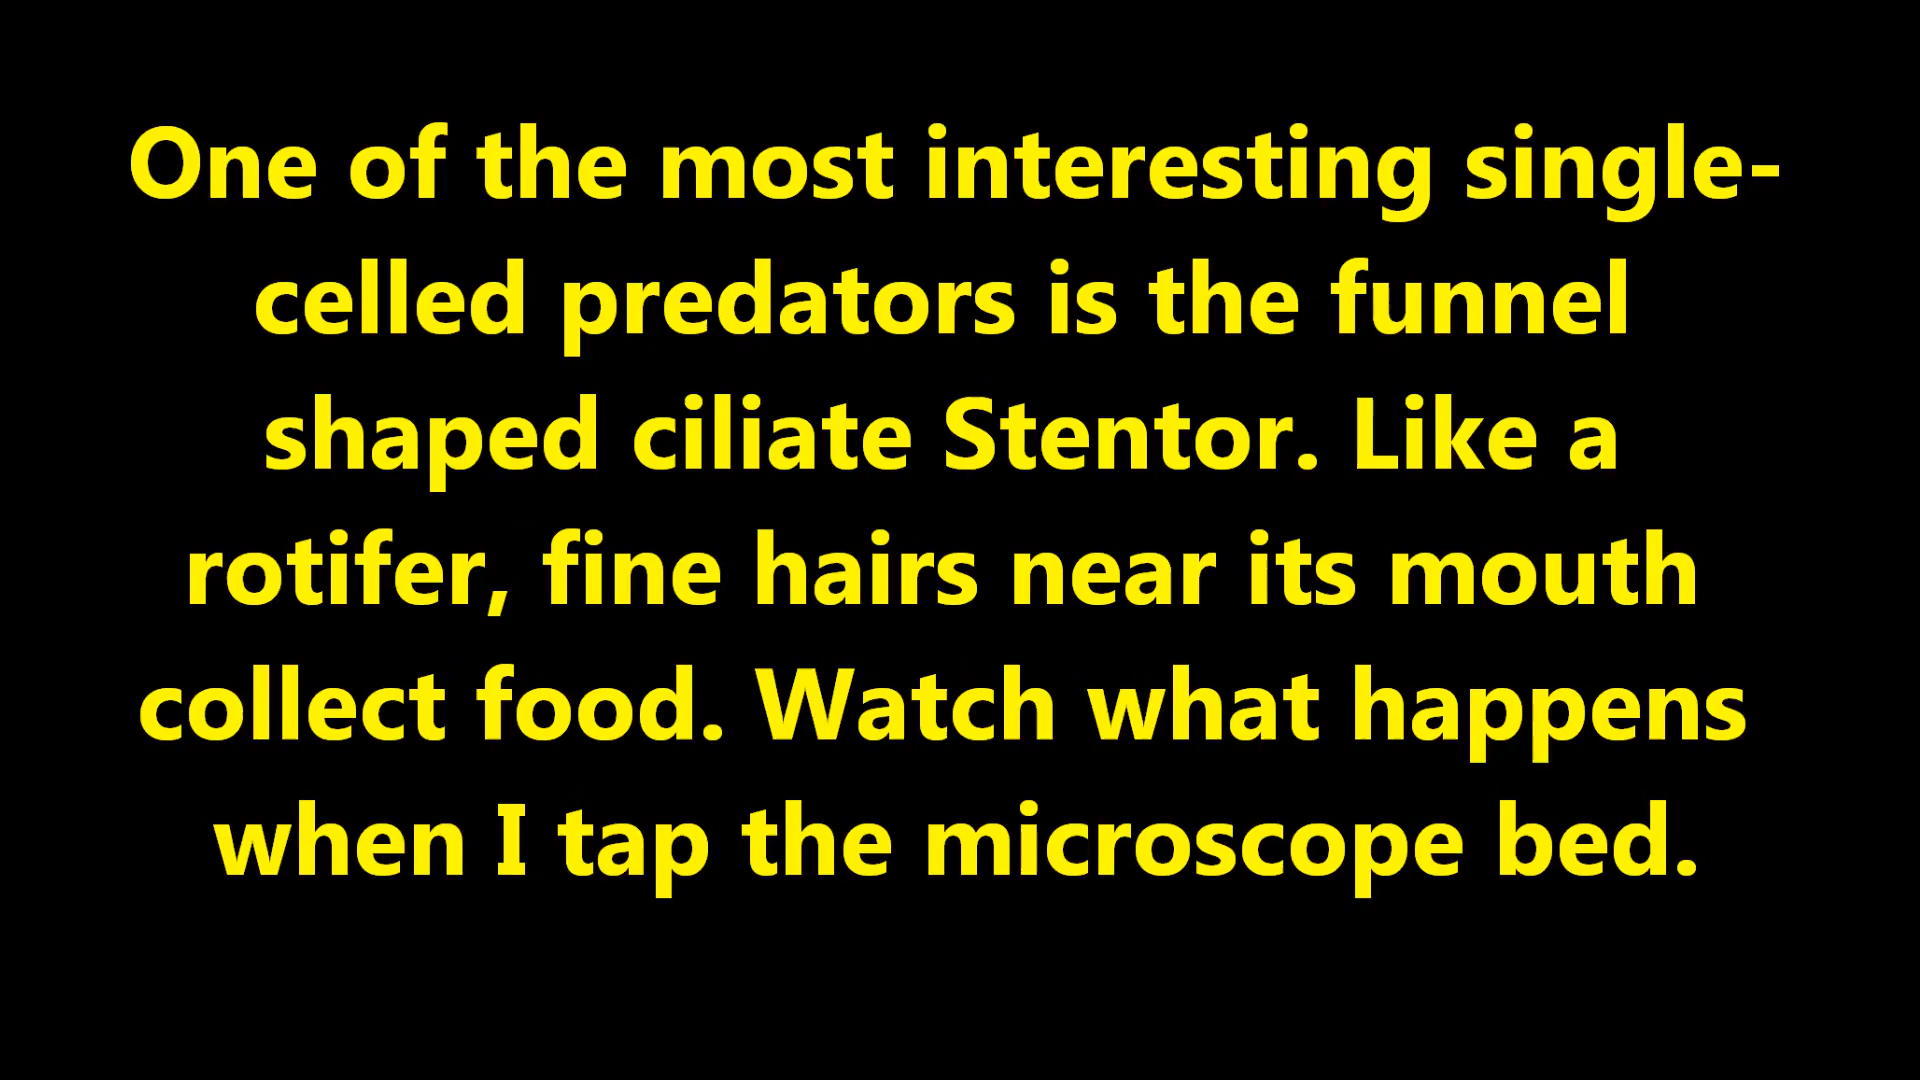 One of the most interesting single-
celled predators is the funnel
shaped ciliate Stentor. Like a
rotifer, fine hairs near its mouth
collect food. Watch what happens
when I tap the microscope bed.